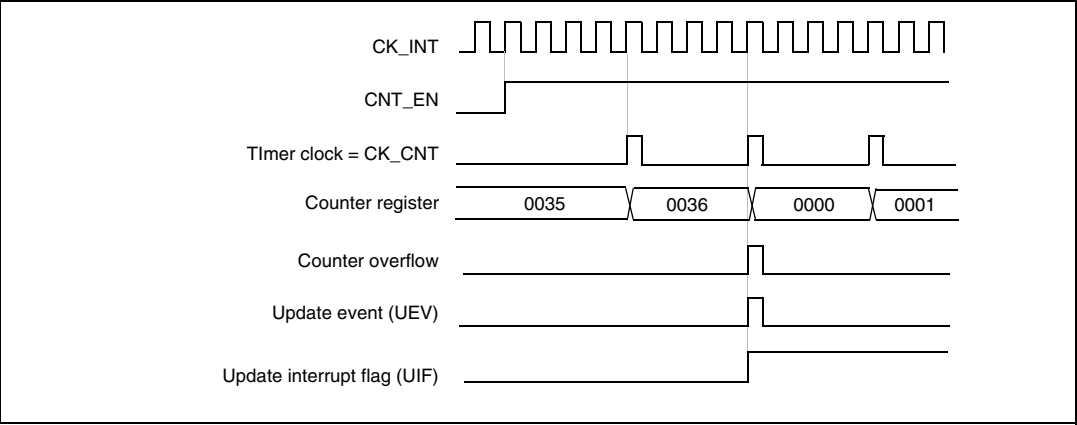 CK_INT
CNT_EN
TImer clock = CK_CNT
Counter register 0035 0036 0000 0001
Counter overflow
Update event (UEV)
Update interrupt flag (UIF)